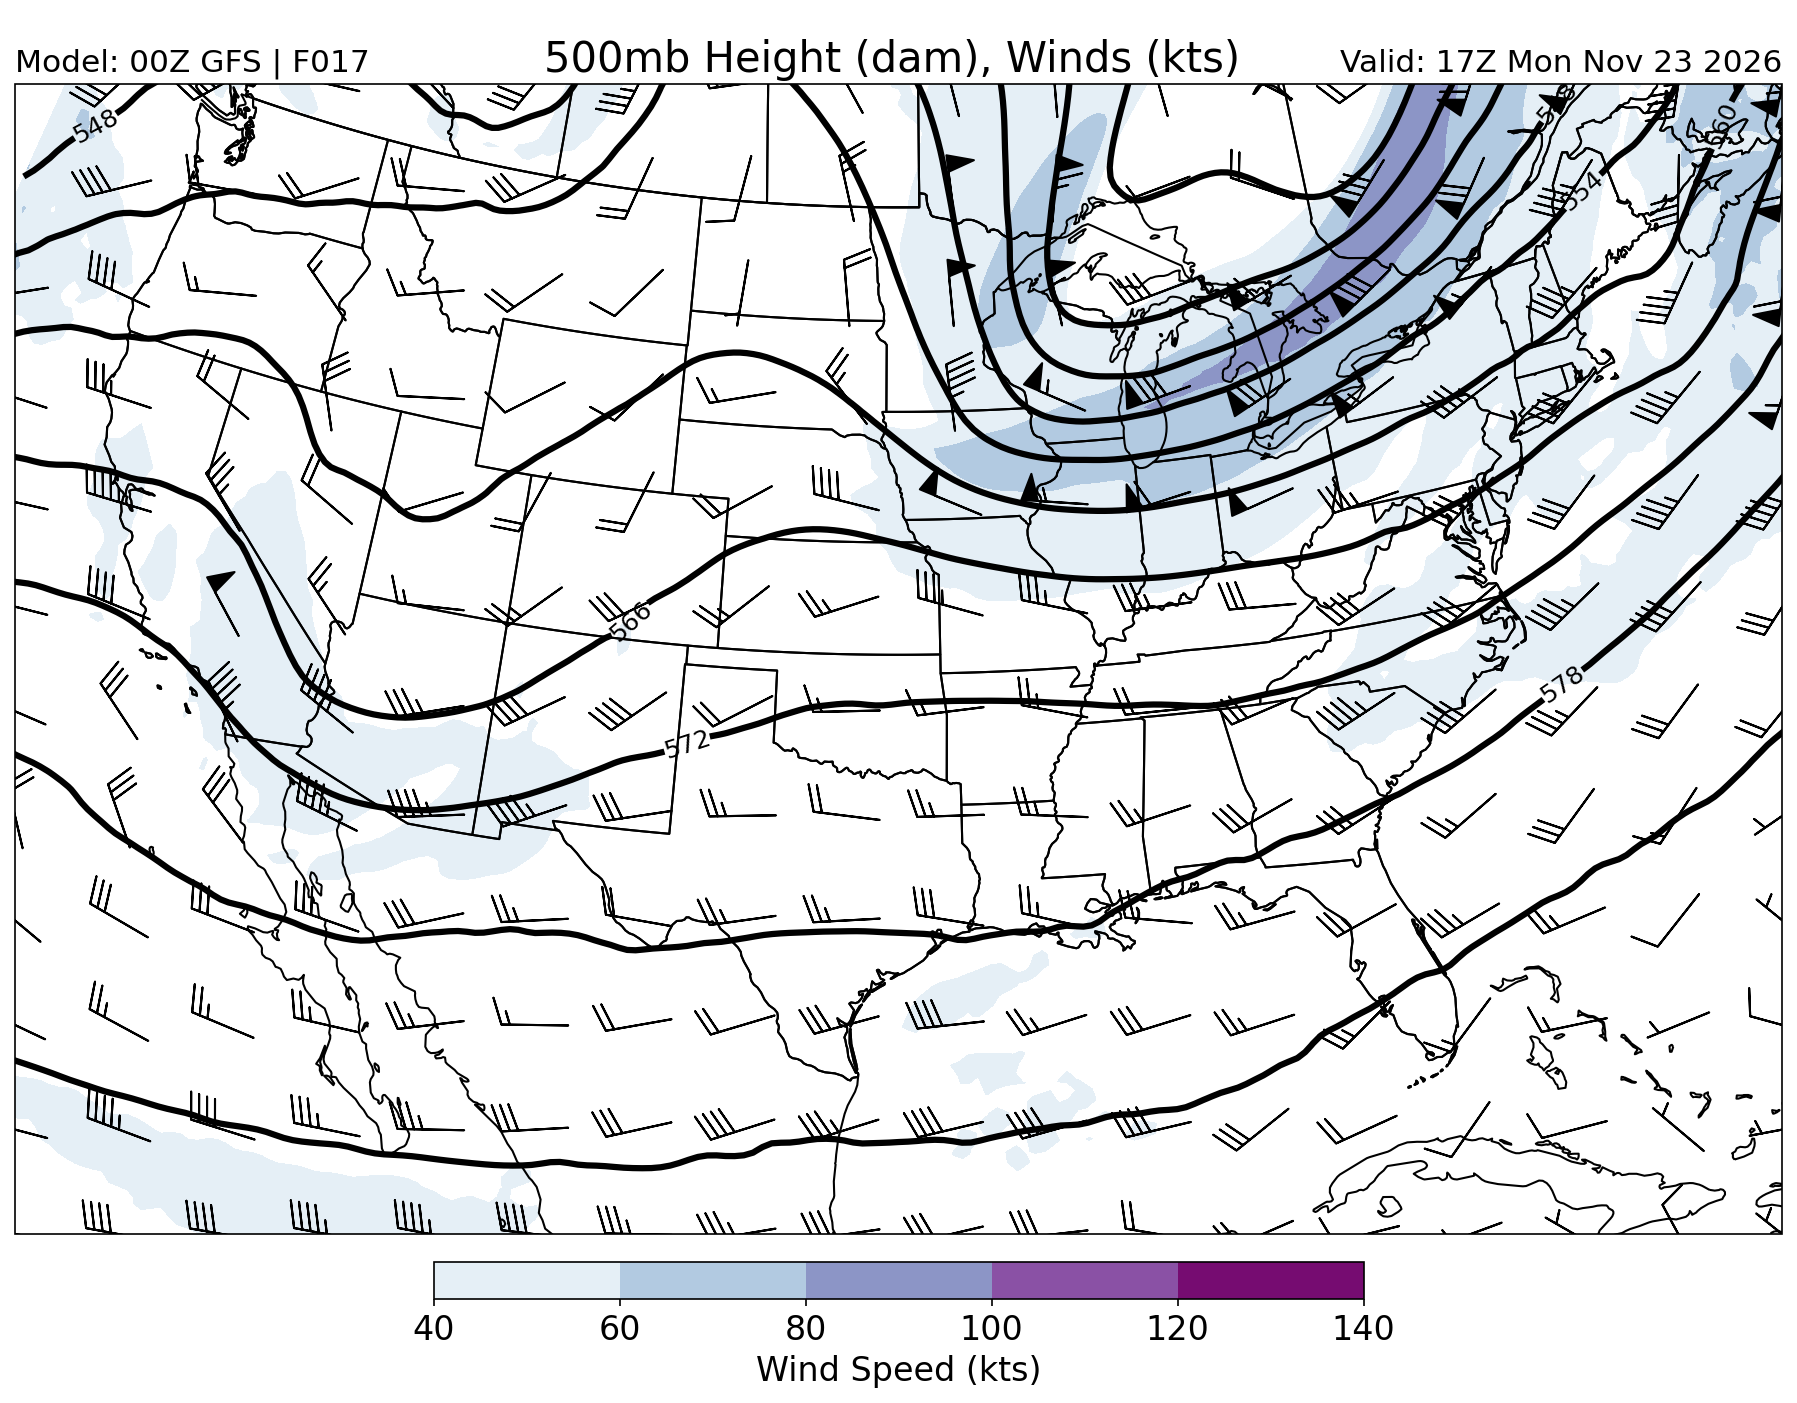 Model: 00Z GFS | F017
500mb Height (dam), Winds (kts)
Valid: 17Z Mon Nov 23 2026
548
560
554
566
572
578
40 60 80 100 120 140
Wind Speed (kts)